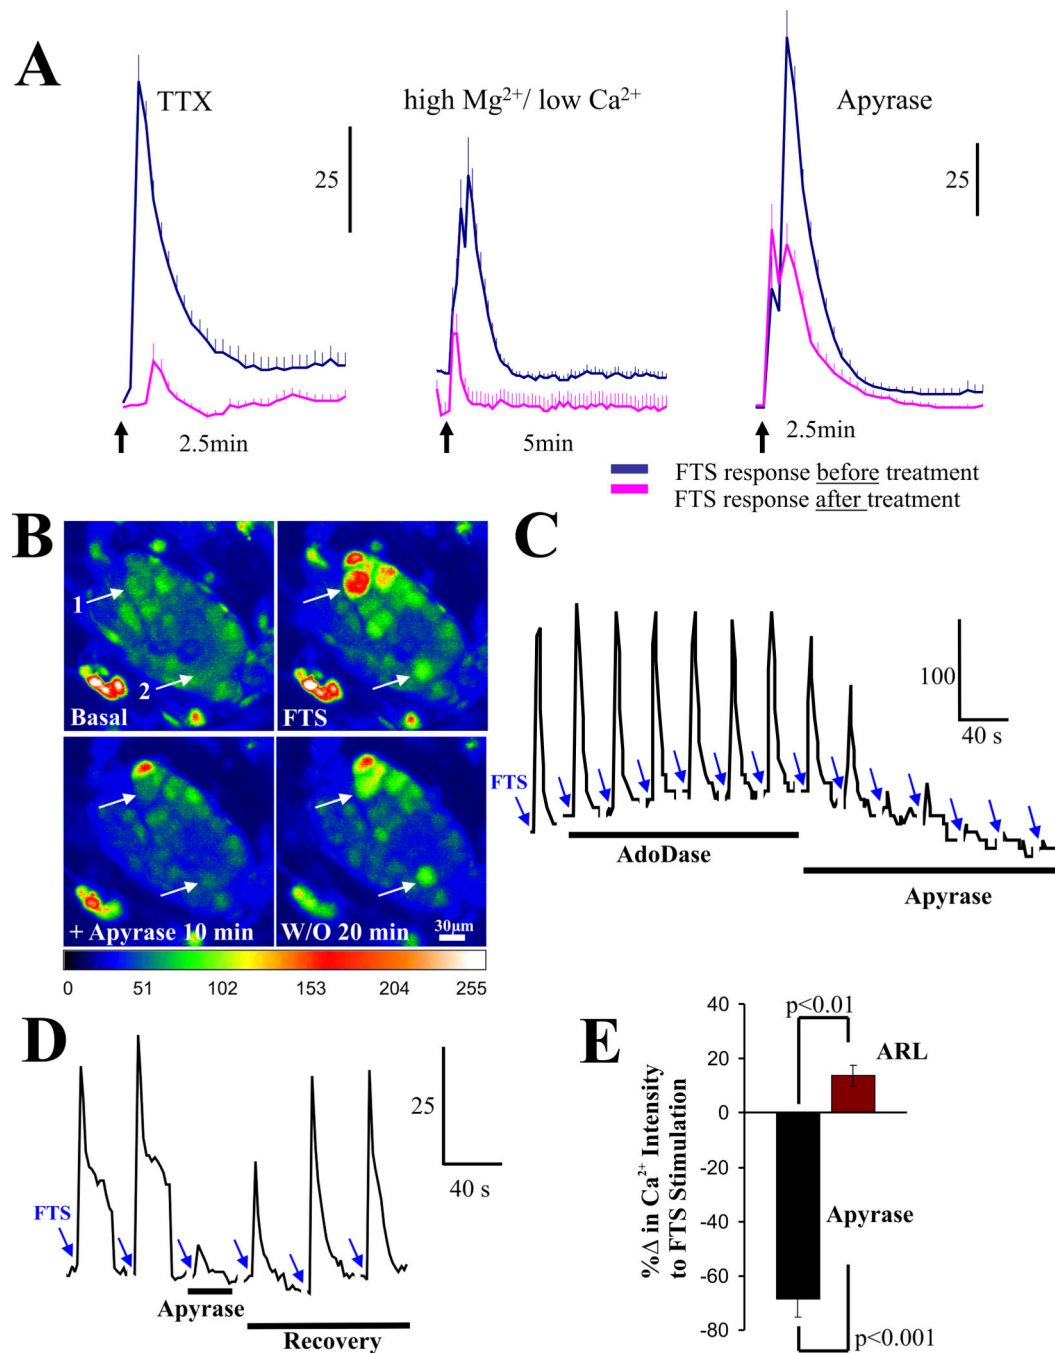 A
TTX
high Mg²⁺/ low Ca²⁺
Apyrase
25
25
2.5min
5min
2.5min
FTS response before treatment
FTS response after treatment
B
1
2
Basal
FTS
+ Apyrase 10 min
W/O 20 min
30μm
0 51 102 153 204 255
C
100
40 s
FTS
AdoDase
Apyrase
D
25
40 s
FTS
Apyrase
Recovery
E
%Δ in Ca²⁺ Intensity
to FTS Stimulation
40
20
0
-20
-40
-60
-80
p<0.01
ARL
Apyrase
p<0.001